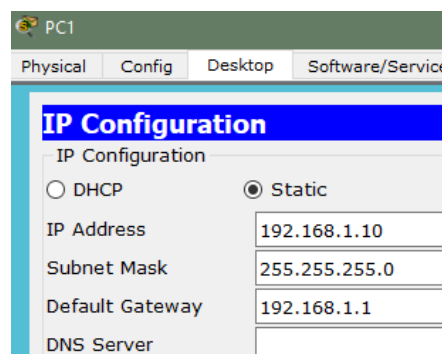 PC1
Physical Config Desktop Software/Service
IP Configuration
IP Configuration
DHCP Static
IP Address 192.168.1.10
Subnet Mask 255.255.255.0
Default Gateway 192.168.1.1
DNS Server